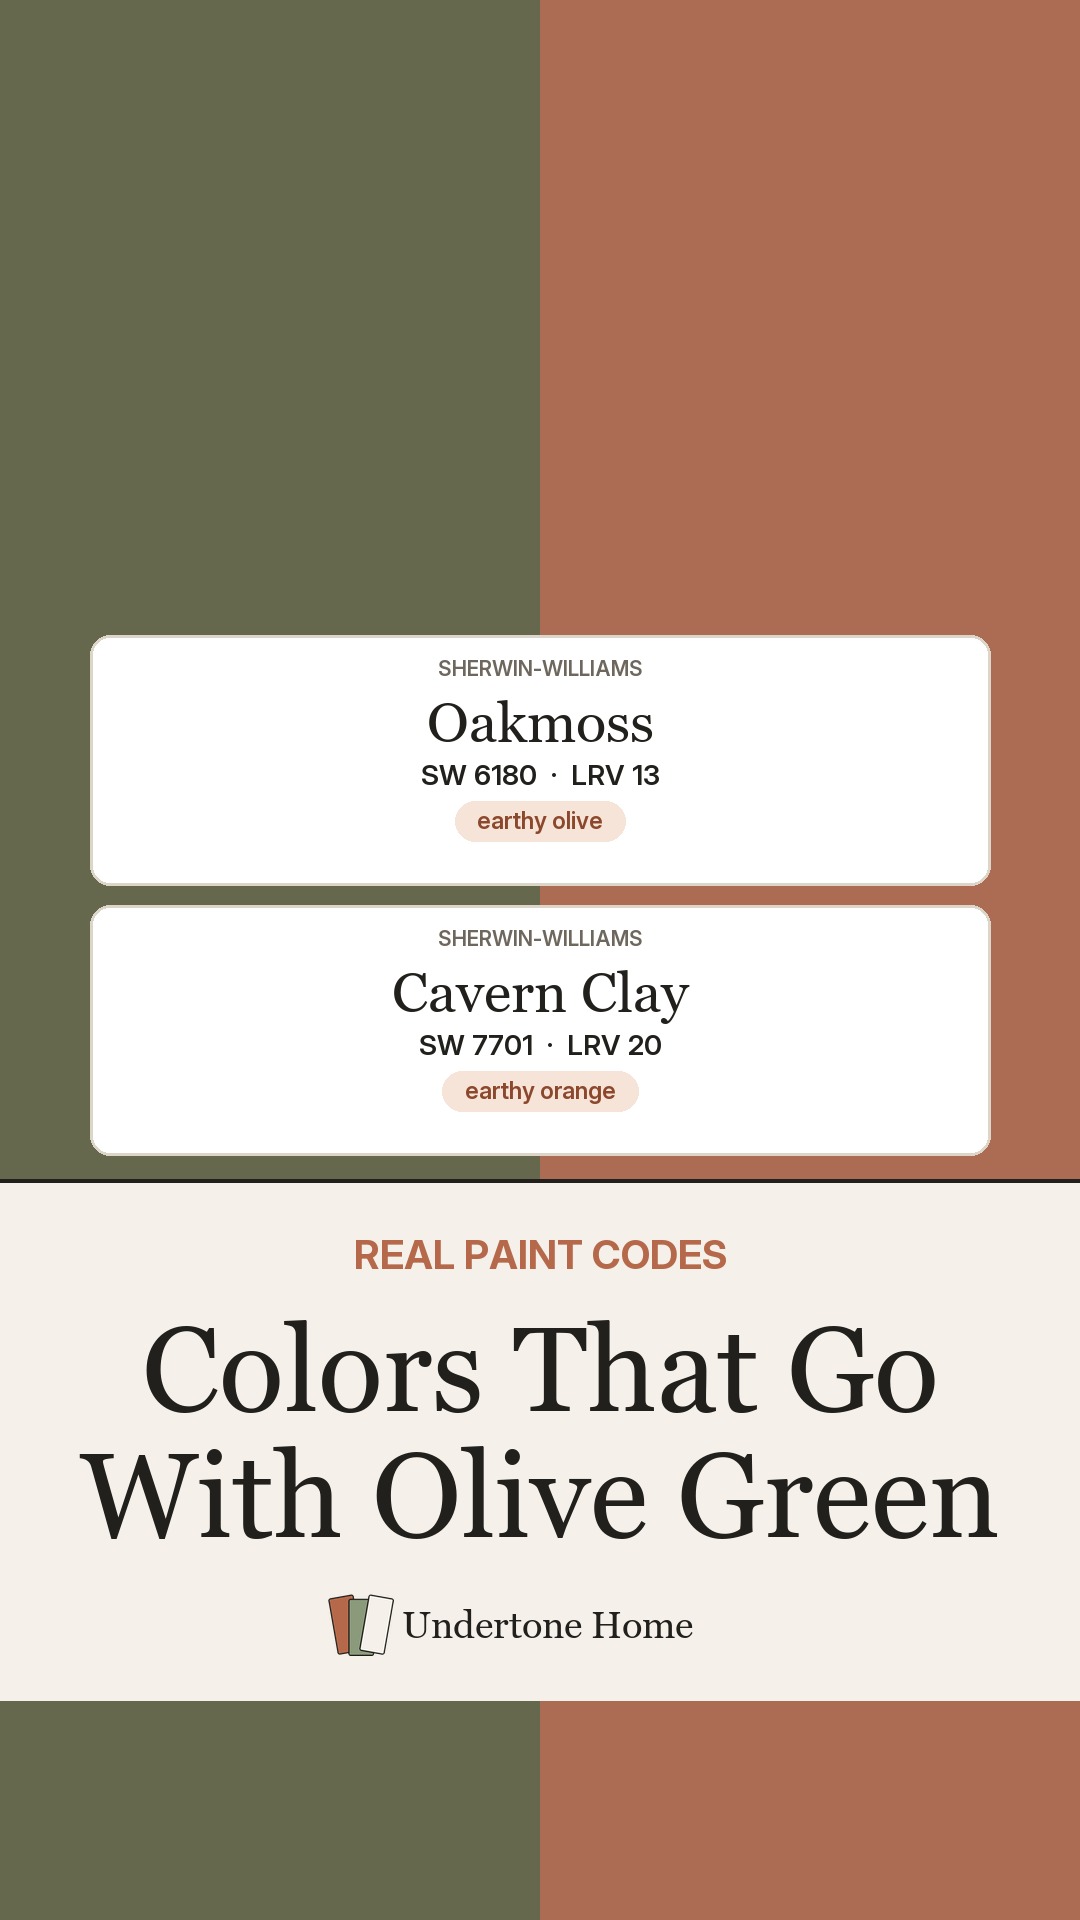 SHERWIN-WILLIAMS
Oakmoss
SW 6180 · LRV 13
earthy olive
SHERWIN-WILLIAMS
Cavern Clay
SW 7701 · LRV 20
earthy orange
REAL PAINT CODES
Colors That Go
With Olive Green
Undertone Home